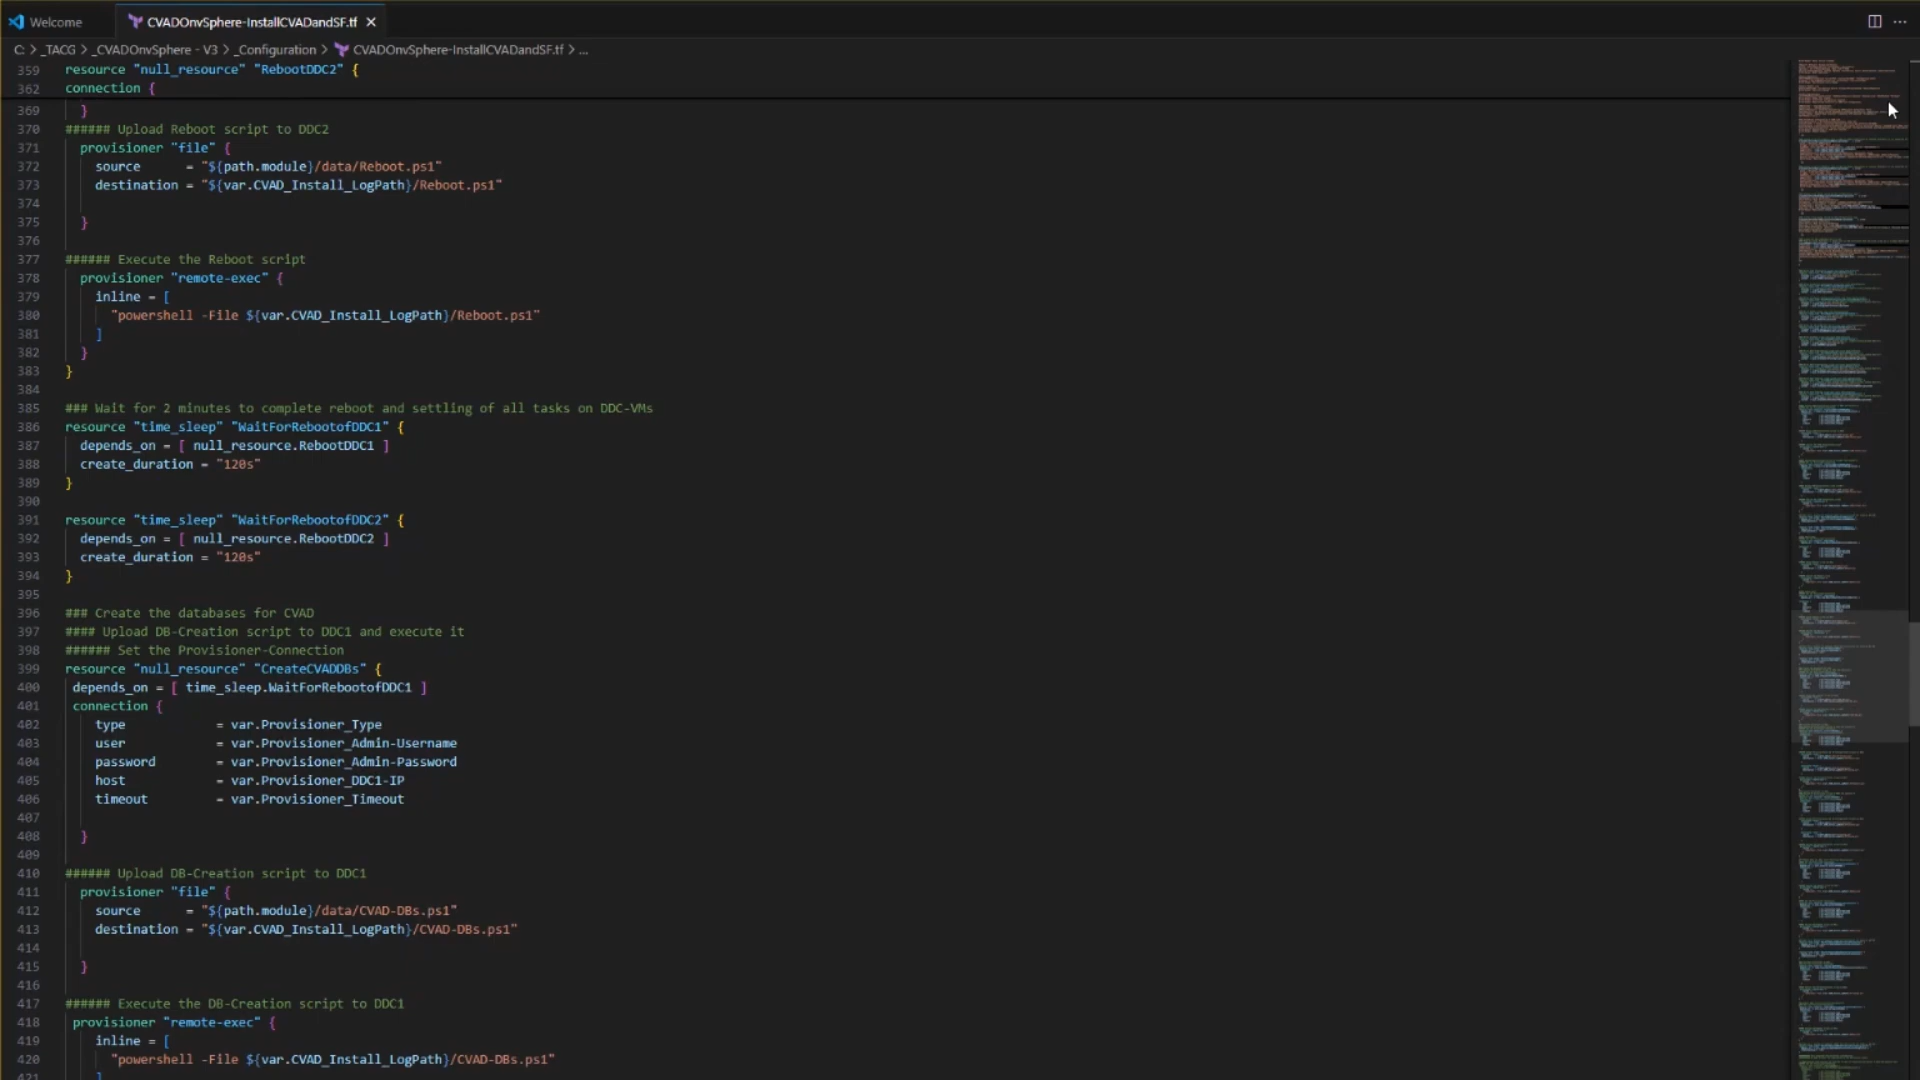 Welcome
CVADOnvSphere-InstallCVADandSF.tf
C: > _TACG > _CVADOnvSphere - V3 > _Configuration > CVADOnvSphere-InstallCVADandSF.tf > ...
359 resource "null_resource" "RebootDDC2" {
362 connection {
369 }
370 ###### Upload Reboot script to DDC2
371 provisioner "file" {
372 source = "${path.module}/data/Reboot.ps1"
373 destination = "${var.CVAD_Install_LogPath}/Reboot.ps1"
374
375 }
376
377 ###### Execute the Reboot script
378 provisioner "remote-exec" {
379 inline = [
380 "powershell -File ${var.CVAD_Install_LogPath}/Reboot.ps1"
381 ]
382 }
383 }
384
385 ### Wait for 2 minutes to complete reboot and settling of all tasks on DDC-VMs
386 resource "time_sleep" "WaitForRebootofDDC1" {
387 depends_on = [ null_resource.RebootDDC1 ]
388 create_duration = "120s"
389 }
390
391 resource "time_sleep" "WaitForRebootofDDC2" {
392 depends_on = [ null_resource.RebootDDC2 ]
393 create_duration = "120s"
394 }
395
396 ### Create the databases for CVAD
397 #### Upload DB-Creation script to DDC1 and execute it
398 ###### Set the Provisioner-Connection
399 resource "null_resource" "CreateCVADDBs" {
400 depends_on = [ time_sleep.WaitForRebootofDDC1 ]
401 connection {
402 type = var.Provisioner_Type
403 user = var.Provisioner_Admin-Username
404 password = var.Provisioner_Admin-Password
405 host = var.Provisioner_DDC1-IP
406 timeout = var.Provisioner_Timeout
407
408 }
409
410 ###### Upload DB-Creation script to DDC1
411 provisioner "file" {
412 source = "${path.module}/data/CVAD-DBs.ps1"
413 destination = "${var.CVAD_Install_LogPath}/CVAD-DBs.ps1"
414
415 }
416
417 ###### Execute the DB-Creation script to DDC1
418 provisioner "remote-exec" {
419 inline = [
420 "powershell -File ${var.CVAD_Install_LogPath}/CVAD-DBs.ps1"
421 ]